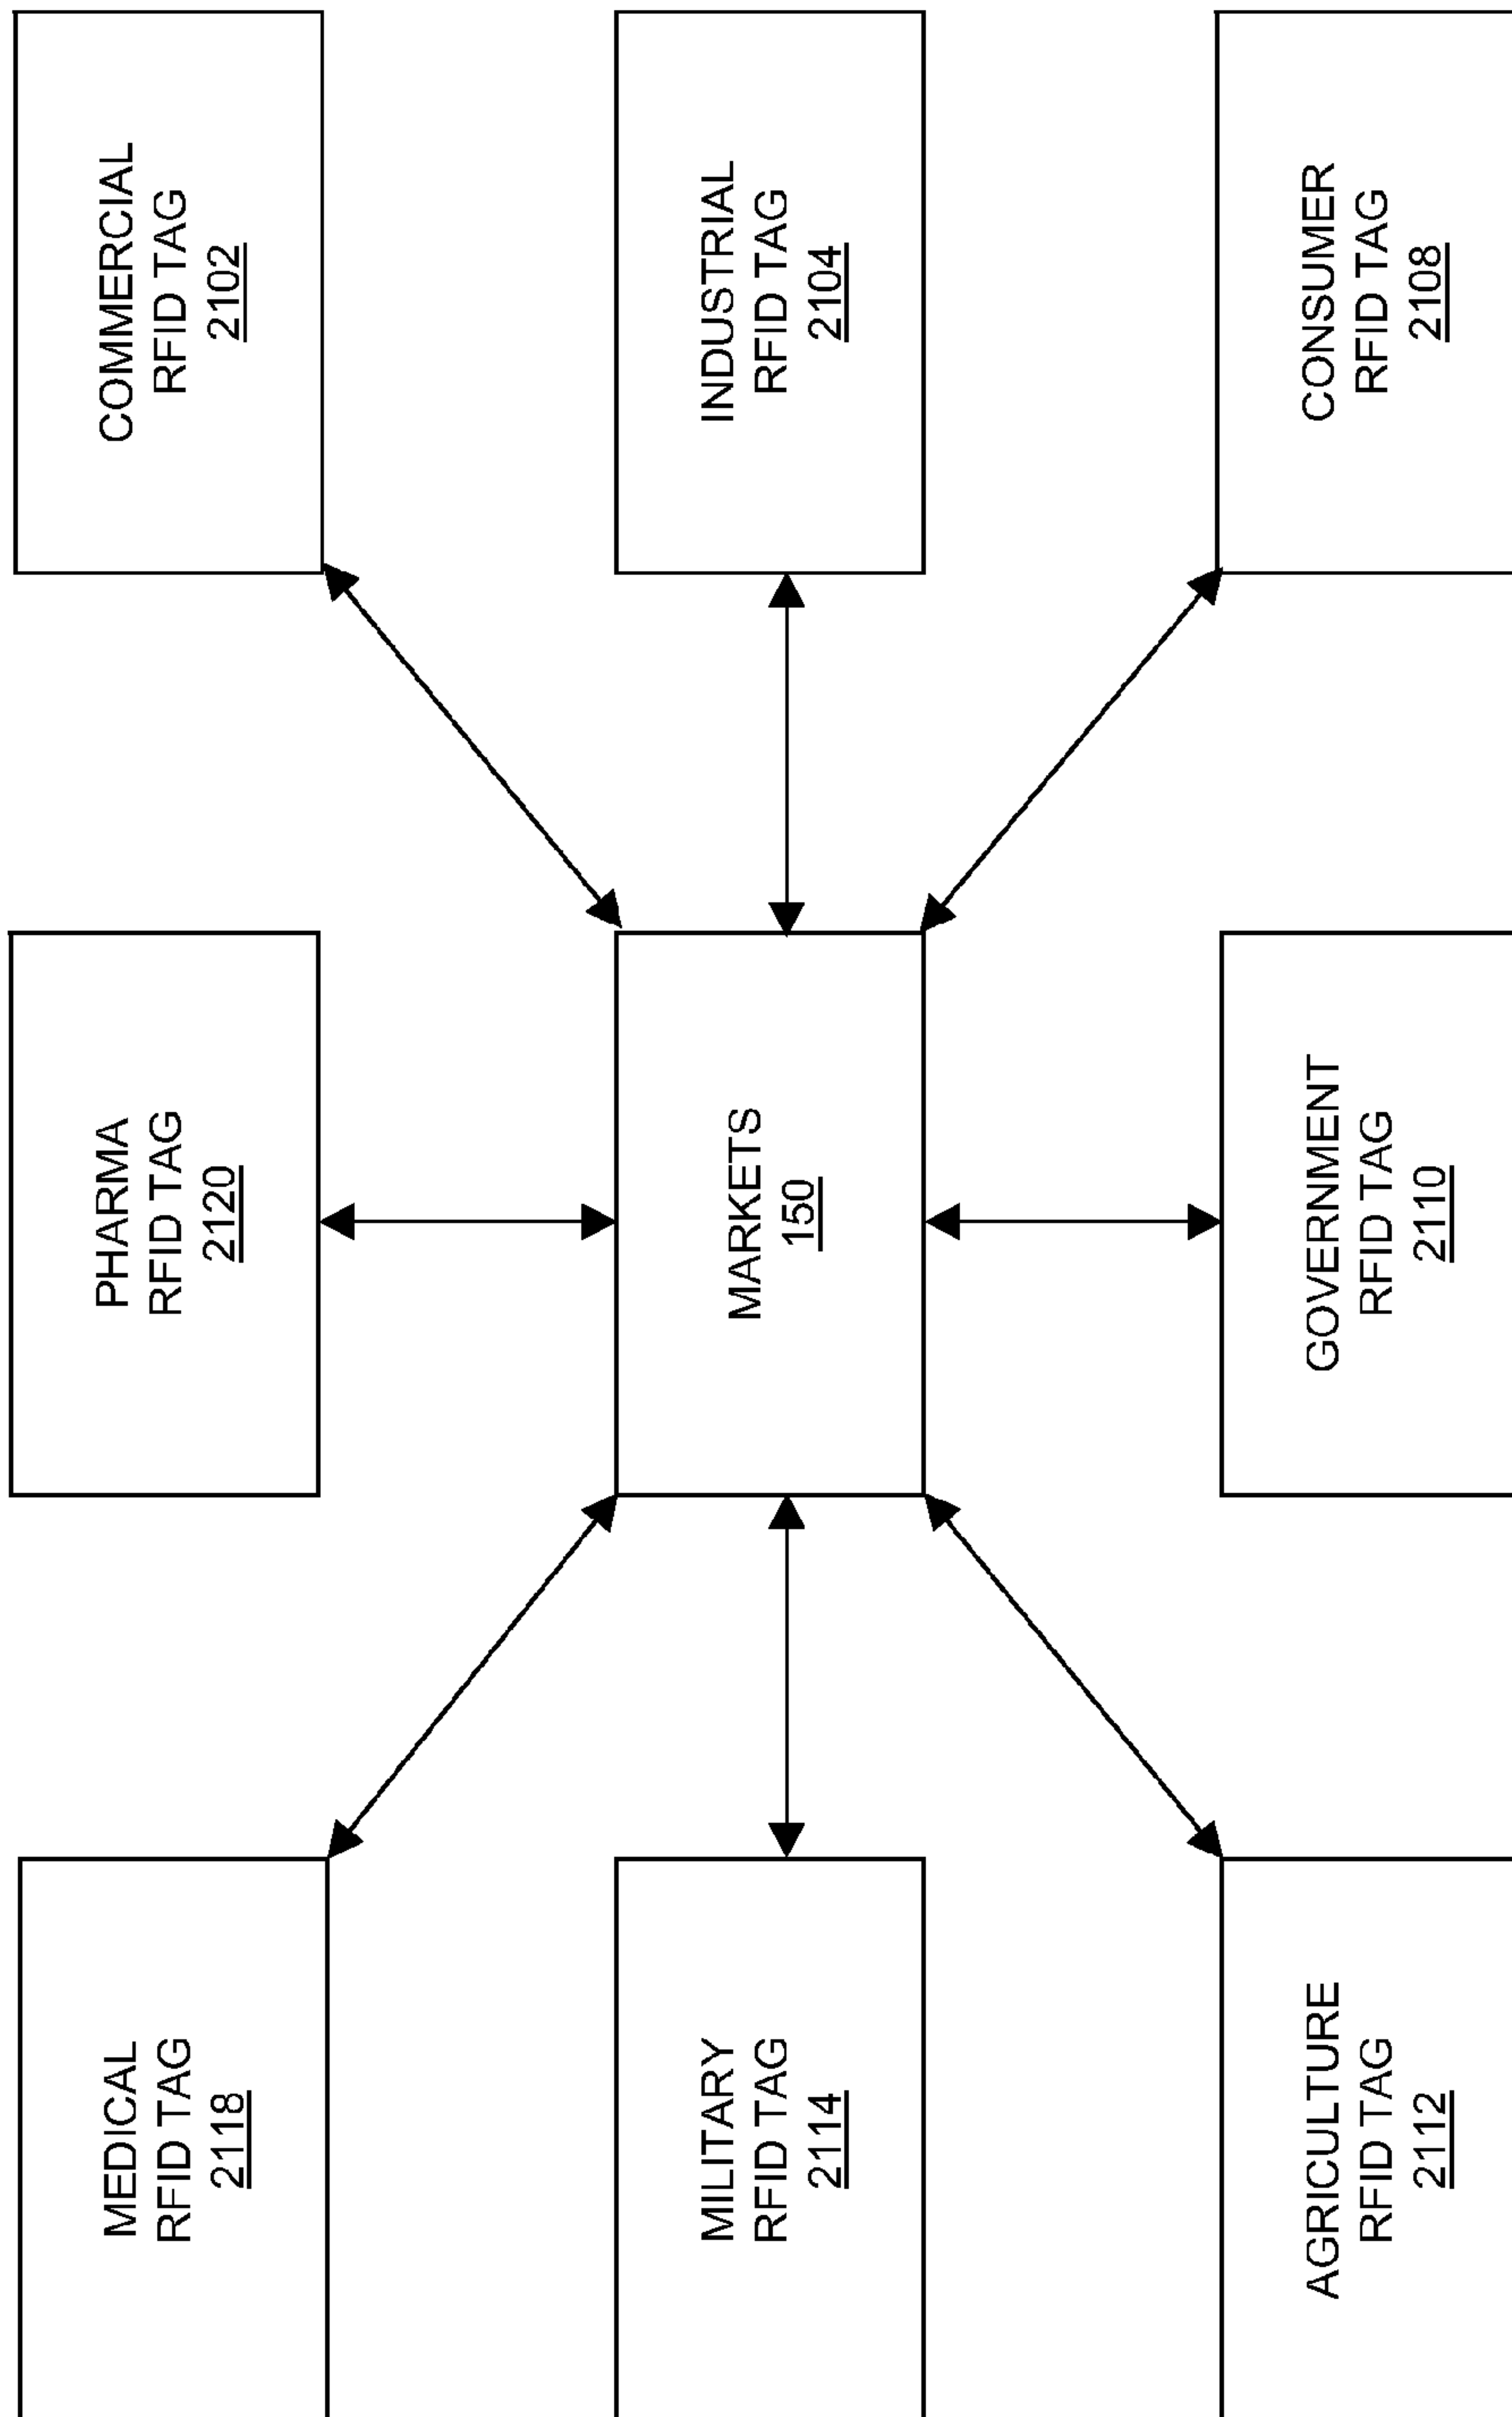 MEDICAL
RFID TAG
2118
PHARMA
RFID TAG
2120
COMMERCIAL
RFID TAG
2102
MILITARY
RFID TAG
2114
MARKETS
150
INDUSTRIAL
RFID TAG
2104
AGRICULTURE
RFID TAG
2112
GOVERNMENT
RFID TAG
2110
CONSUMER
RFID TAG
2108